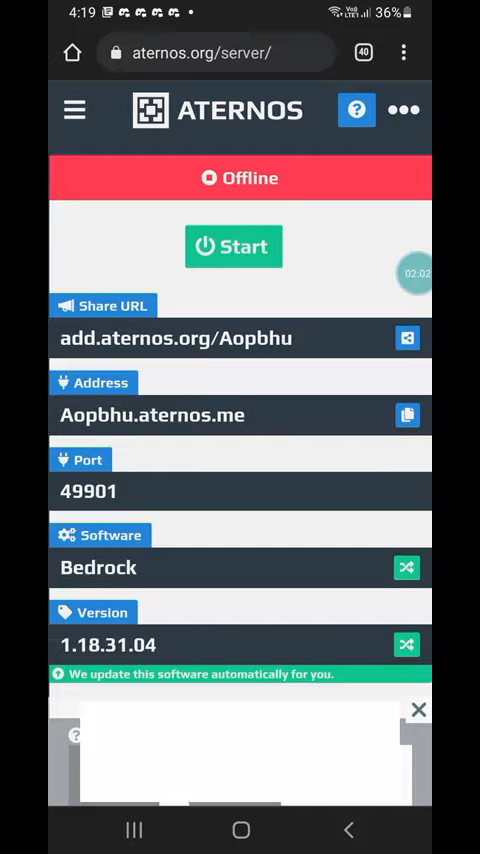 4:19
VoD LTE1 36%
aternos.org/server/
40
ATERNOS
?
Offline
Start
02:02
Share URL
add.aternos.org/Aopbhu
Address
Aopbhu.aternos.me
Port
49901
Software
Bedrock
Version
1.18.31.04
We update this software automatically for you.
?